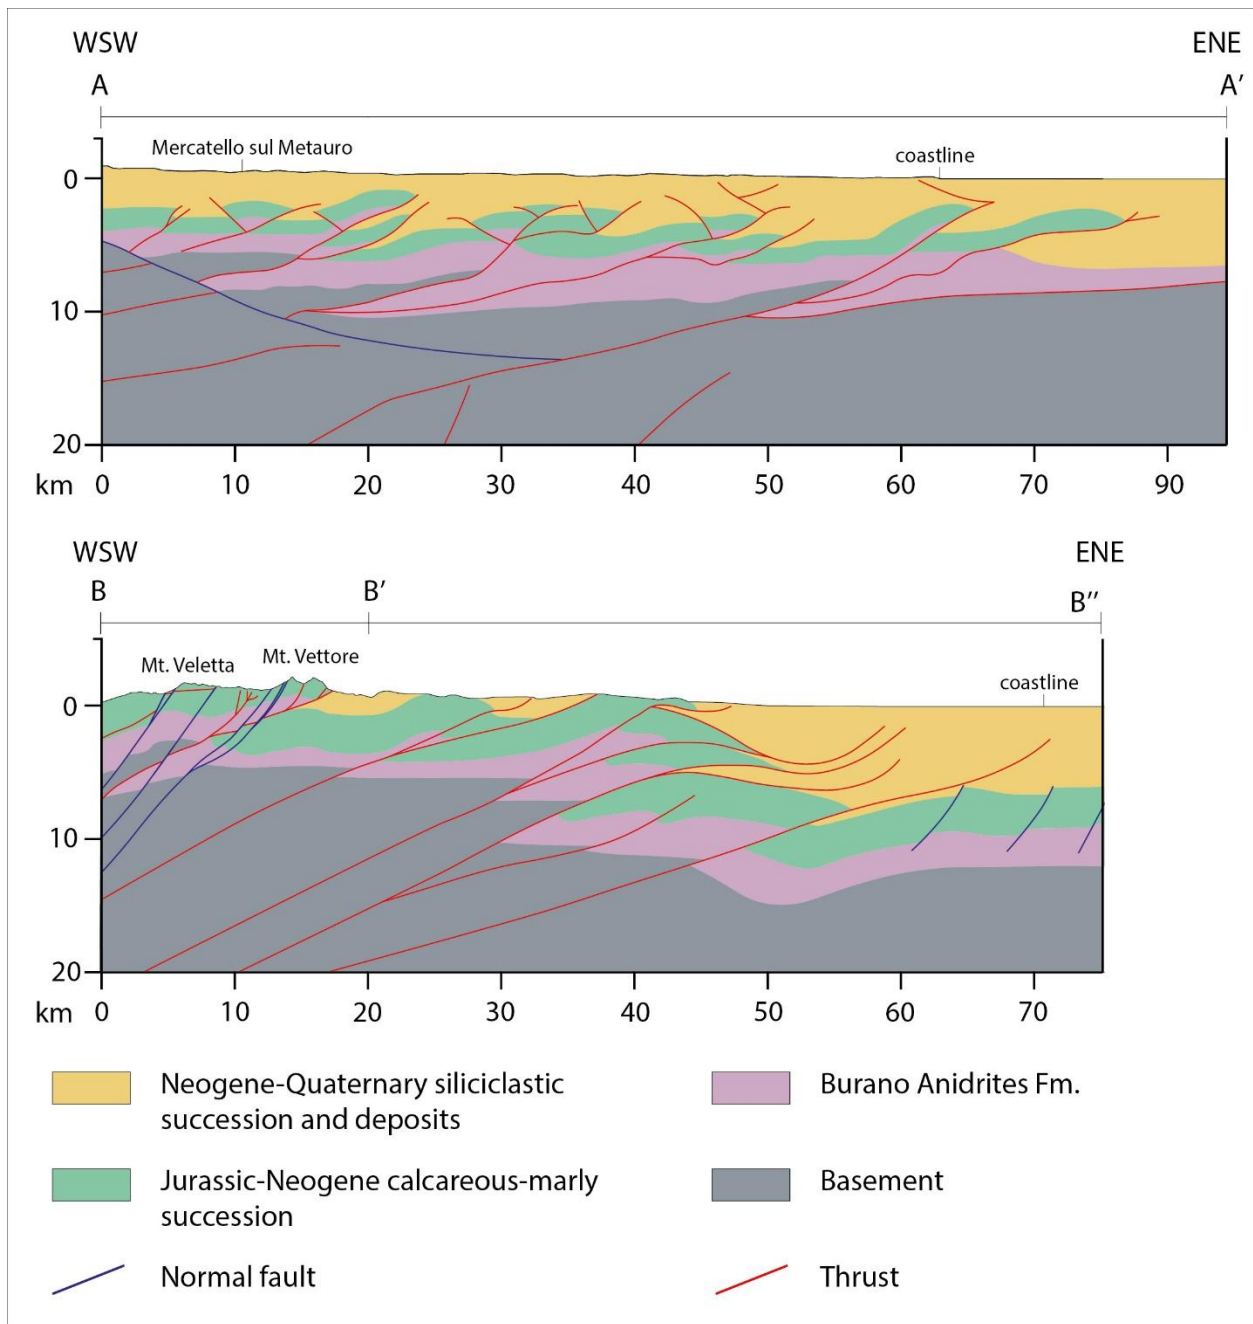 WSW
ENE
A
A’
Mercatello sul Metauro
coastline
0
10
20
km 0 10 20 30 40 50 60 70 90
WSW
ENE
B
B’
B’’
Mt. Veletta
Mt. Vettore
coastline
0
10
20
km 0 10 20 30 40 50 60 70
Neogene-Quaternary siliciclastic
succession and deposits
Burano Anidrites Fm.
Jurassic-Neogene calcareous-marly
succession
Basement
Normal fault
Thrust